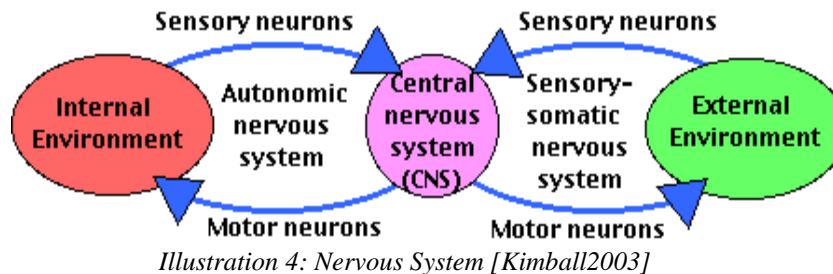 Sensory neurons
Sensory neurons
Internal
Environment
Autonomic
nervous
system
Central
nervous
system
(CNS)
Sensory-
somatic
nervous
system
External
Environment
Motor neurons
Motor neurons
Illustration 4: Nervous System [Kimball2003]